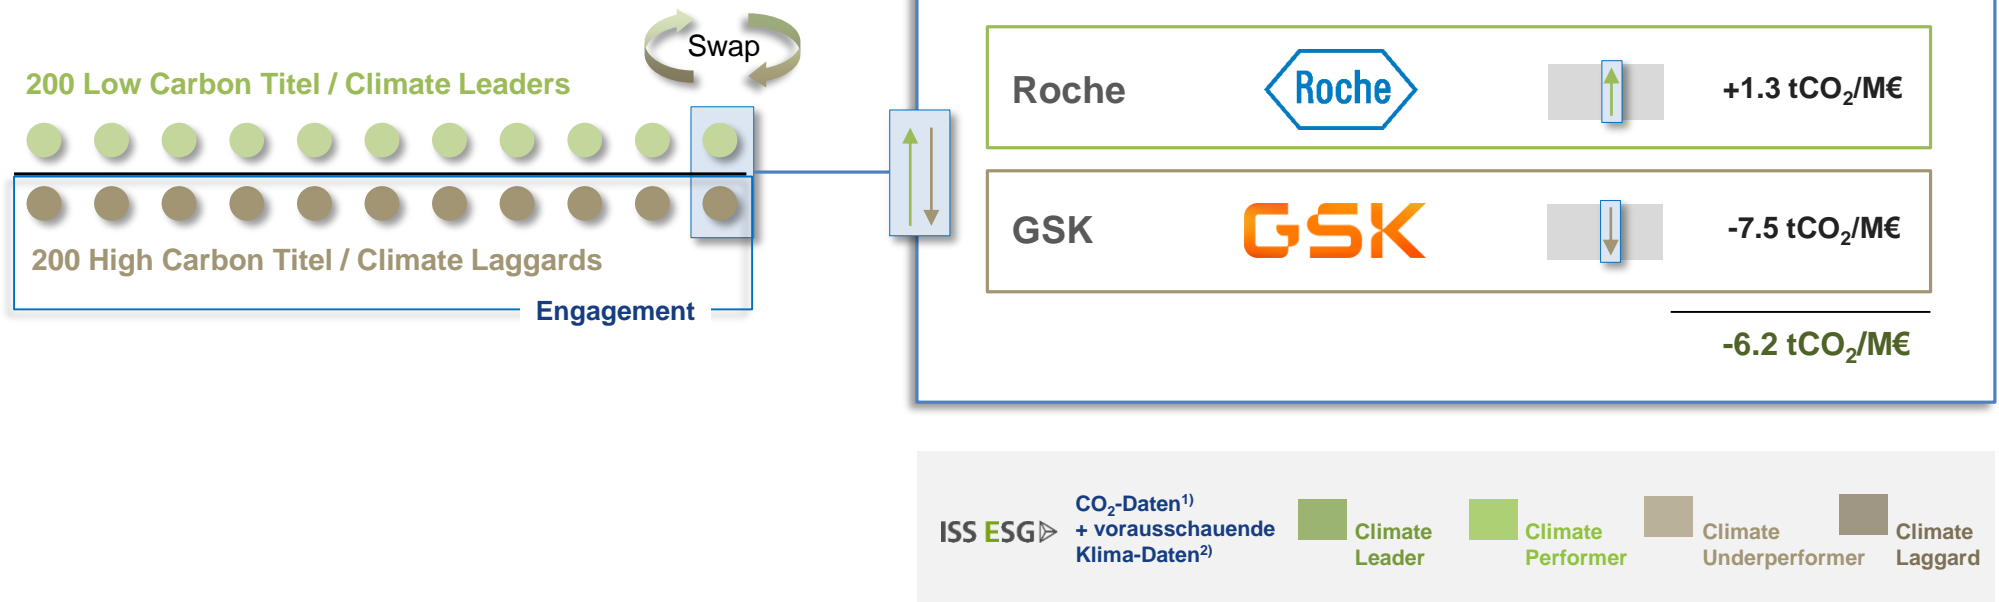 Swap
200 Low Carbon Titel / Climate Leaders
200 High Carbon Titel / Climate Laggards
Engagement
Roche
Roche
+1.3 tCO₂/M€
GSK
GSK
-7.5 tCO₂/M€
-6.2 tCO₂/M€
ISS ESG
CO₂-Daten¹⁾
+ vorausschauende
Klima-Daten²⁾
Climate
Leader
Climate
Performer
Climate
Underperformer
Climate
Laggard